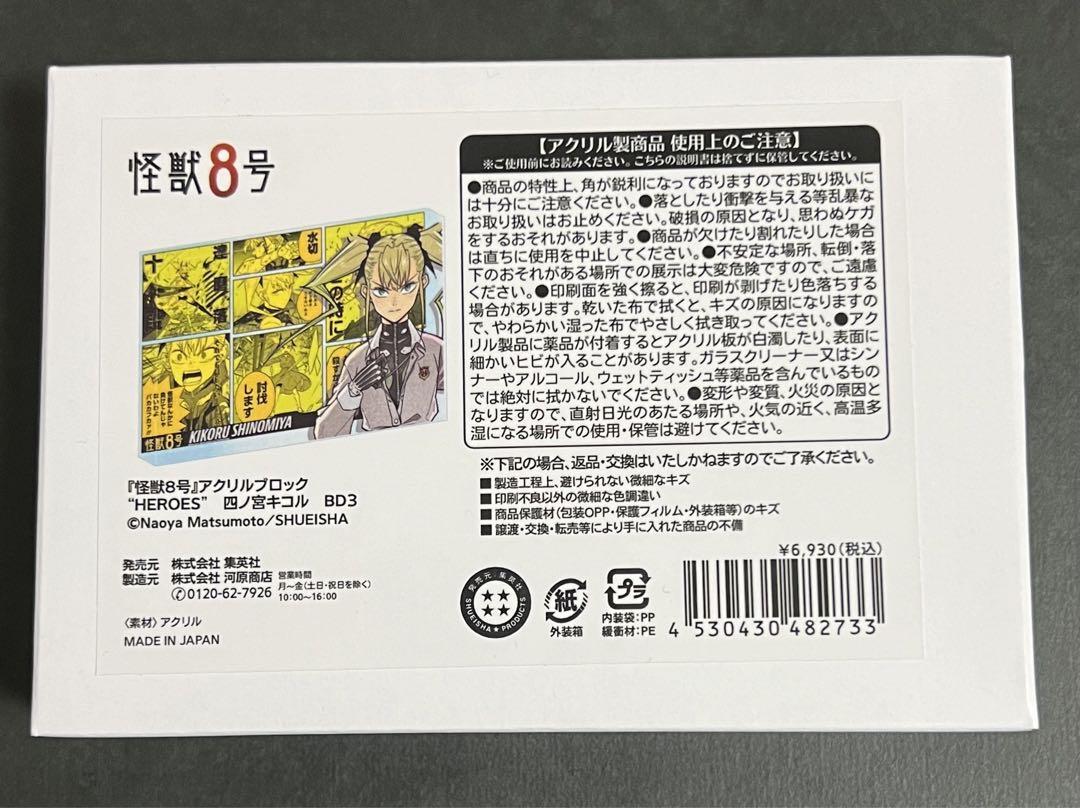 怪獣8号
水切
達磨落
十
の時に
討伐
します
怪獣8号
KIKORU SHINOMIYA
『怪獣8号』アクリルブロック
“HEROES” 四ノ宮キコル BD3
©Naoya Matsumoto/SHUEISHA
発売元 株式会社 集英社
製造元 株式会社 河原商店
0120-62-7926
営業時間
月〜金(土日・祝日を除く)
10:00〜16:00
〈素材〉アクリル
MADE IN JAPAN
【アクリル製商品 使用上のご注意】
※ご使用前にお読みください。こちらの説明書は捨てずに保管してください。
●商品の特性上、角が鋭利になっておりますのでお取り扱いに
は十分にご注意ください。●落としたり衝撃を与える等乱暴な
お取り扱いはお止めください。破損の原因となり、思わぬケガ
をするおそれがあります。●商品が欠けたり割れたりした場合
は直ちに使用を中止してください。●不安定な場所、転倒・落
下のおそれがある場所での展示は大変危険ですので、ご遠慮
ください。●印刷面を強く擦ると、印刷が剥げたり色落ちする
場合があります。乾いた布で拭くと、キズの原因になりますの
で、やわらかい湿った布でやさしく拭き取ってください。●アク
リル製品に薬品が付着するとアクリル板が白濁したり、表面に
細かいヒビが入ることがあります。ガラスクリーナー又はシン
ナーやアルコール、ウェットティッシュ等薬品を含んでいるもの
では絶対に拭かないでください。●変形や変質、火災の原因と
なりますので、直射日光のあたる場所や、火気の近く、高温多
湿になる場所での使用・保管は避けてください。
※下記の場合、返品・交換はいたしかねますのでご了承ください。
■製造工程上、避けられない微細なキズ
■印刷不良以外の微細な色調違い
■商品保護材(包装OPP・保護フィルム・外装箱等)のキズ
■譲渡・交換・転売等により手に入れた商品の不備
¥6,930(税込)
発売元:集英社
SHUEISHA★PRODUCTS
紙
外装箱
プラ
内装袋:PP
緩衝材:PE
4 530430 482733